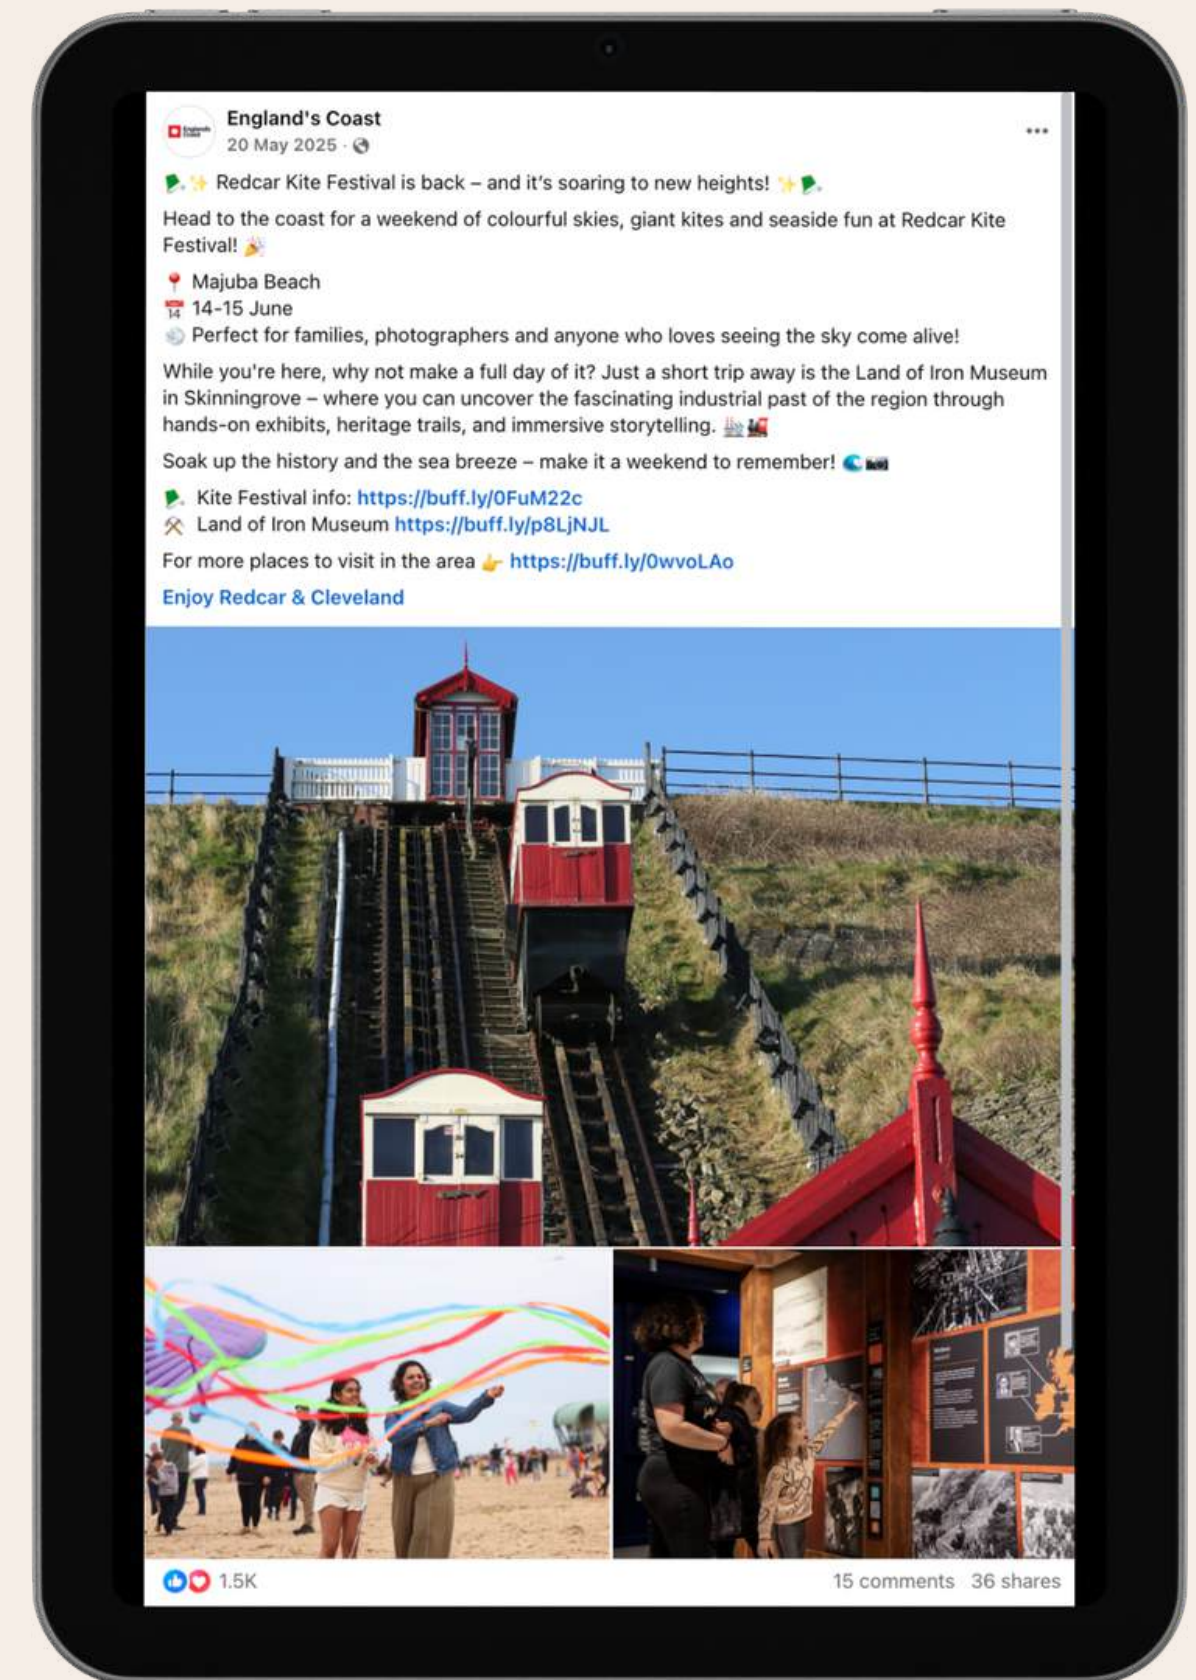 England's Coast
20 May 2025 ·
Redcar Kite Festival is back – and it's soaring to new heights!
Head to the coast for a weekend of colourful skies, giant kites and seaside fun at Redcar Kite
Festival!
Majuba Beach
14-15 June
Perfect for families, photographers and anyone who loves seeing the sky come alive!
While you're here, why not make a full day of it? Just a short trip away is the Land of Iron Museum
in Skinningrove – where you can uncover the fascinating industrial past of the region through
hands-on exhibits, heritage trails, and immersive storytelling.
Soak up the history and the sea breeze – make it a weekend to remember!
Kite Festival info: https://buff.ly/0FuM22c
Land of Iron Museum https://buff.ly/p8LjNJL
For more places to visit in the area https://buff.ly/0wvoLAo
Enjoy Redcar & Cleveland
1.5K
15 comments 36 shares